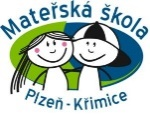 Mateřská škola
Plzeň - Křimice